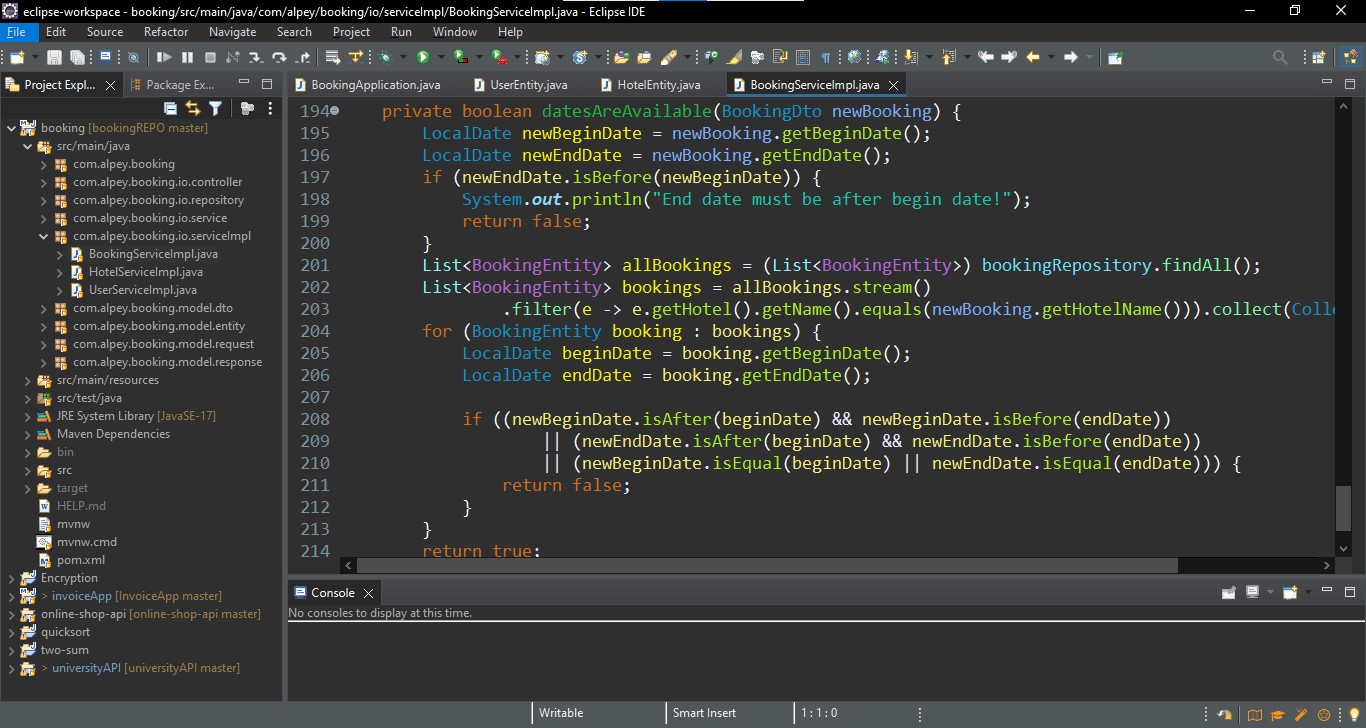 eclipse-workspace - booking/src/main/java/com/alpey/booking/io/serviceImpl/BookingServiceImpl.java - Eclipse IDE
File Edit Source Refactor Navigate Search Project Run Window Help
Project Expl... Package Ex...
booking [bookingREPO master]
src/main/java
com.alpey.booking
com.alpey.booking.io.controller
com.alpey.booking.io.repository
com.alpey.booking.io.service
com.alpey.booking.io.serviceImpl
BookingServiceImpl.java
HotelServiceImpl.java
UserServiceImpl.java
com.alpey.booking.model.dto
com.alpey.booking.model.entity
com.alpey.booking.model.request
com.alpey.booking.model.response
src/main/resources
src/test/java
JRE System Library [JavaSE-17]
Maven Dependencies
bin
src
target
HELP.md
mvnw
mvnw.cmd
pom.xml
Encryption
> invoiceApp [InvoiceApp master]
online-shop-api [online-shop-api master]
quicksort
two-sum
> universityAPI [universityAPI master]
BookingApplication.java UserEntity.java HotelEntity.java BookingServiceImpl.java
194 private boolean datesAreAvailable(BookingDto newBooking) {
195 LocalDate newBeginDate = newBooking.getBeginDate();
196 LocalDate newEndDate = newBooking.getEndDate();
197 if (newEndDate.isBefore(newBeginDate)) {
198 System.out.println("End date must be after begin date!");
199 return false;
200 }
201 List<BookingEntity> allBookings = (List<BookingEntity>) bookingRepository.findAll();
202 List<BookingEntity> bookings = allBookings.stream()
203 .filter(e -> e.getHotel().getName().equals(newBooking.getHotelName())).collect(Colle
204 for (BookingEntity booking : bookings) {
205 LocalDate beginDate = booking.getBeginDate();
206 LocalDate endDate = booking.getEndDate();
207
208 if ((newBeginDate.isAfter(beginDate) && newBeginDate.isBefore(endDate))
209 || (newEndDate.isAfter(beginDate) && newEndDate.isBefore(endDate))
210 || (newBeginDate.isEqual(beginDate) || newEndDate.isEqual(endDate))) {
211 return false;
212 }
213 }
214 return true;
Console
No consoles to display at this time.
Writable Smart Insert 1 : 1 : 0